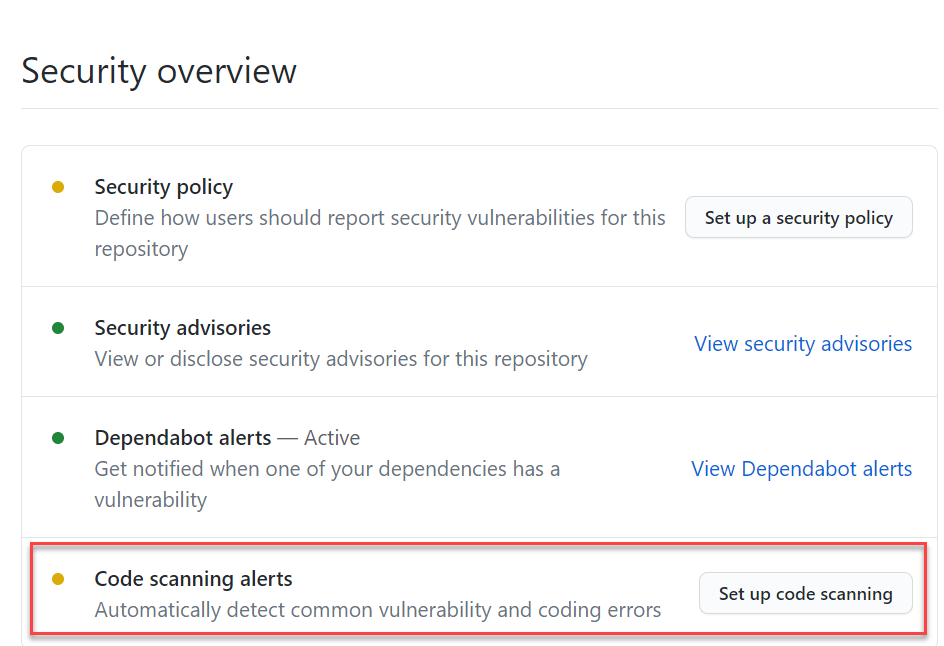 Security overview
Security policy
Define how users should report security vulnerabilities for this
repository
Set up a security policy
Security advisories
View or disclose security advisories for this repository
View security advisories
Dependabot alerts — Active
Get notified when one of your dependencies has a
vulnerability
View Dependabot alerts
Code scanning alerts
Automatically detect common vulnerability and coding errors
Set up code scanning